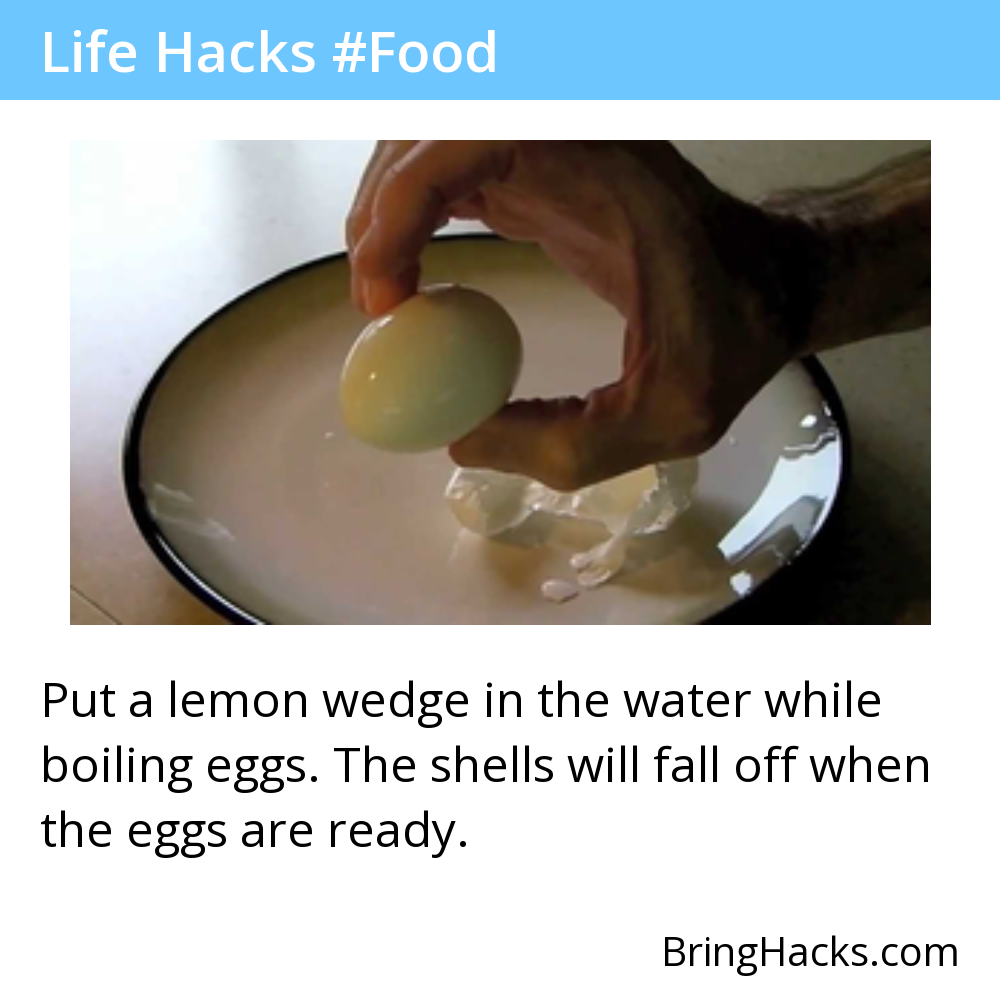 Life Hacks #Food
Put a lemon wedge in the water while
boiling eggs. The shells will fall off when
the eggs are ready.
BringHacks.com